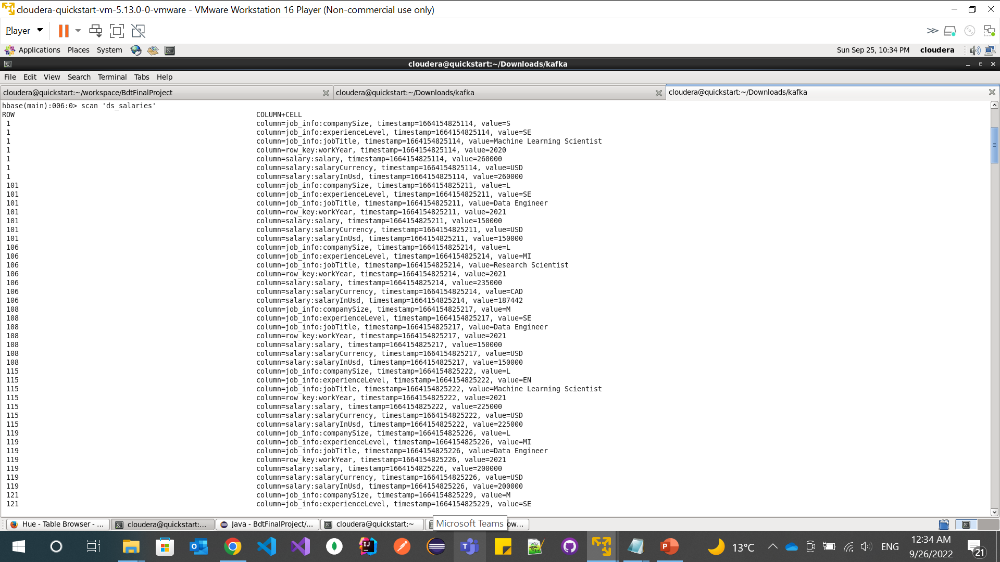 cloudera-quickstart-vm-5.13.0-0-vmware - VMware Workstation 16 Player (Non-commercial use only)
Player
Applications Places System Sun Sep 25, 10:34 PM cloudera
cloudera@quickstart:~/Downloads/kafka
File Edit View Search Terminal Tabs Help
cloudera@quickstart:~/workspace/BdtFinalProject cloudera@quickstart:~/Downloads/kafka cloudera@quickstart:~/Downloads/kafka
hbase(main):006:0> scan 'ds_salaries'
ROW COLUMN+CELL
1 column=job_info:companySize, timestamp=1664154825114, value=S
1 column=job_info:experienceLevel, timestamp=1664154825114, value=SE
1 column=job_info:jobTitle, timestamp=1664154825114, value=Machine Learning Scientist
1 column=row_key:workYear, timestamp=1664154825114, value=2020
1 column=salary:salary, timestamp=1664154825114, value=260000
1 column=salary:salaryCurrency, timestamp=1664154825114, value=USD
1 column=salary:salaryInUsd, timestamp=1664154825114, value=260000
101 column=job_info:companySize, timestamp=1664154825211, value=L
101 column=job_info:experienceLevel, timestamp=1664154825211, value=SE
101 column=job_info:jobTitle, timestamp=1664154825211, value=Data Engineer
101 column=row_key:workYear, timestamp=1664154825211, value=2021
101 column=salary:salary, timestamp=1664154825211, value=150000
101 column=salary:salaryCurrency, timestamp=1664154825211, value=USD
101 column=salary:salaryInUsd, timestamp=1664154825211, value=150000
106 column=job_info:companySize, timestamp=1664154825214, value=L
106 column=job_info:experienceLevel, timestamp=1664154825214, value=MI
106 column=job_info:jobTitle, timestamp=1664154825214, value=Research Scientist
106 column=row_key:workYear, timestamp=1664154825214, value=2021
106 column=salary:salary, timestamp=1664154825214, value=235000
106 column=salary:salaryCurrency, timestamp=1664154825214, value=CAD
106 column=salary:salaryInUsd, timestamp=1664154825214, value=187442
108 column=job_info:companySize, timestamp=1664154825217, value=M
108 column=job_info:experienceLevel, timestamp=1664154825217, value=SE
108 column=job_info:jobTitle, timestamp=1664154825217, value=Data Engineer
108 column=row_key:workYear, timestamp=1664154825217, value=2021
108 column=salary:salary, timestamp=1664154825217, value=150000
108 column=salary:salaryCurrency, timestamp=1664154825217, value=USD
108 column=salary:salaryInUsd, timestamp=1664154825217, value=150000
115 column=job_info:companySize, timestamp=1664154825222, value=L
115 column=job_info:experienceLevel, timestamp=1664154825222, value=EN
115 column=job_info:jobTitle, timestamp=1664154825222, value=Machine Learning Scientist
115 column=row_key:workYear, timestamp=1664154825222, value=2021
115 column=salary:salary, timestamp=1664154825222, value=225000
115 column=salary:salaryCurrency, timestamp=1664154825222, value=USD
115 column=salary:salaryInUsd, timestamp=1664154825222, value=225000
119 column=job_info:companySize, timestamp=1664154825226, value=L
119 column=job_info:experienceLevel, timestamp=1664154825226, value=MI
119 column=job_info:jobTitle, timestamp=1664154825226, value=Data Engineer
119 column=row_key:workYear, timestamp=1664154825226, value=2021
119 column=salary:salary, timestamp=1664154825226, value=200000
119 column=salary:salaryCurrency, timestamp=1664154825226, value=USD
119 column=salary:salaryInUsd, timestamp=1664154825226, value=200000
121 column=job_info:companySize, timestamp=1664154825229, value=M
121 column=job_info:experienceLevel, timestamp=1664154825229, value=SE
Hue - Table Browser - ... cloudera@quickstart:... Java - BdtFinalProject/... cloudera@quickstart:~ Microsoft Teams ow...
13°C ENG 12:34 AM
9/26/2022 21